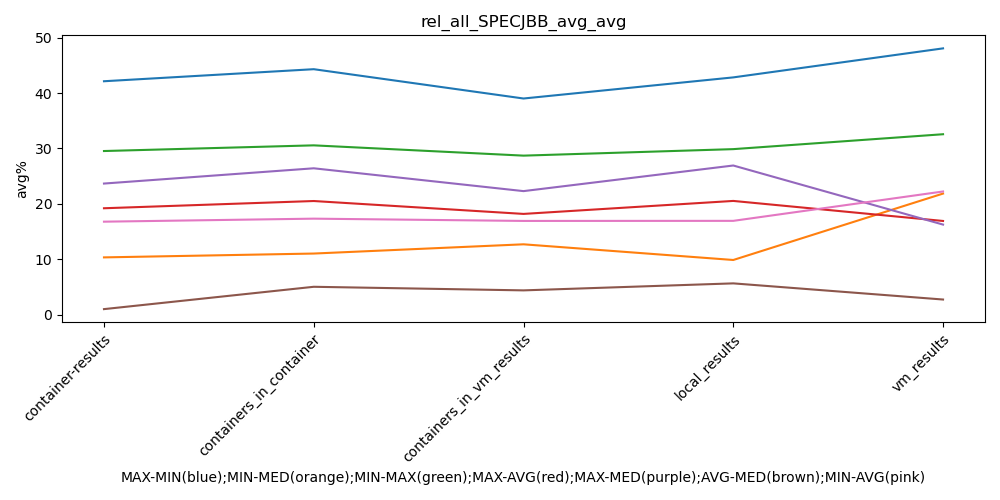 rel_all_SPECJBB_avg_avg
50
40
30
20
10
0
avg%
container-results
containers_in_container
containers_in_vm_results
local_results
vm_results
MAX-MIN(blue);MIN-MED(orange);MIN-MAX(green);MAX-AVG(red);MAX-MED(purple);AVG-MED(brown);MIN-AVG(pink)